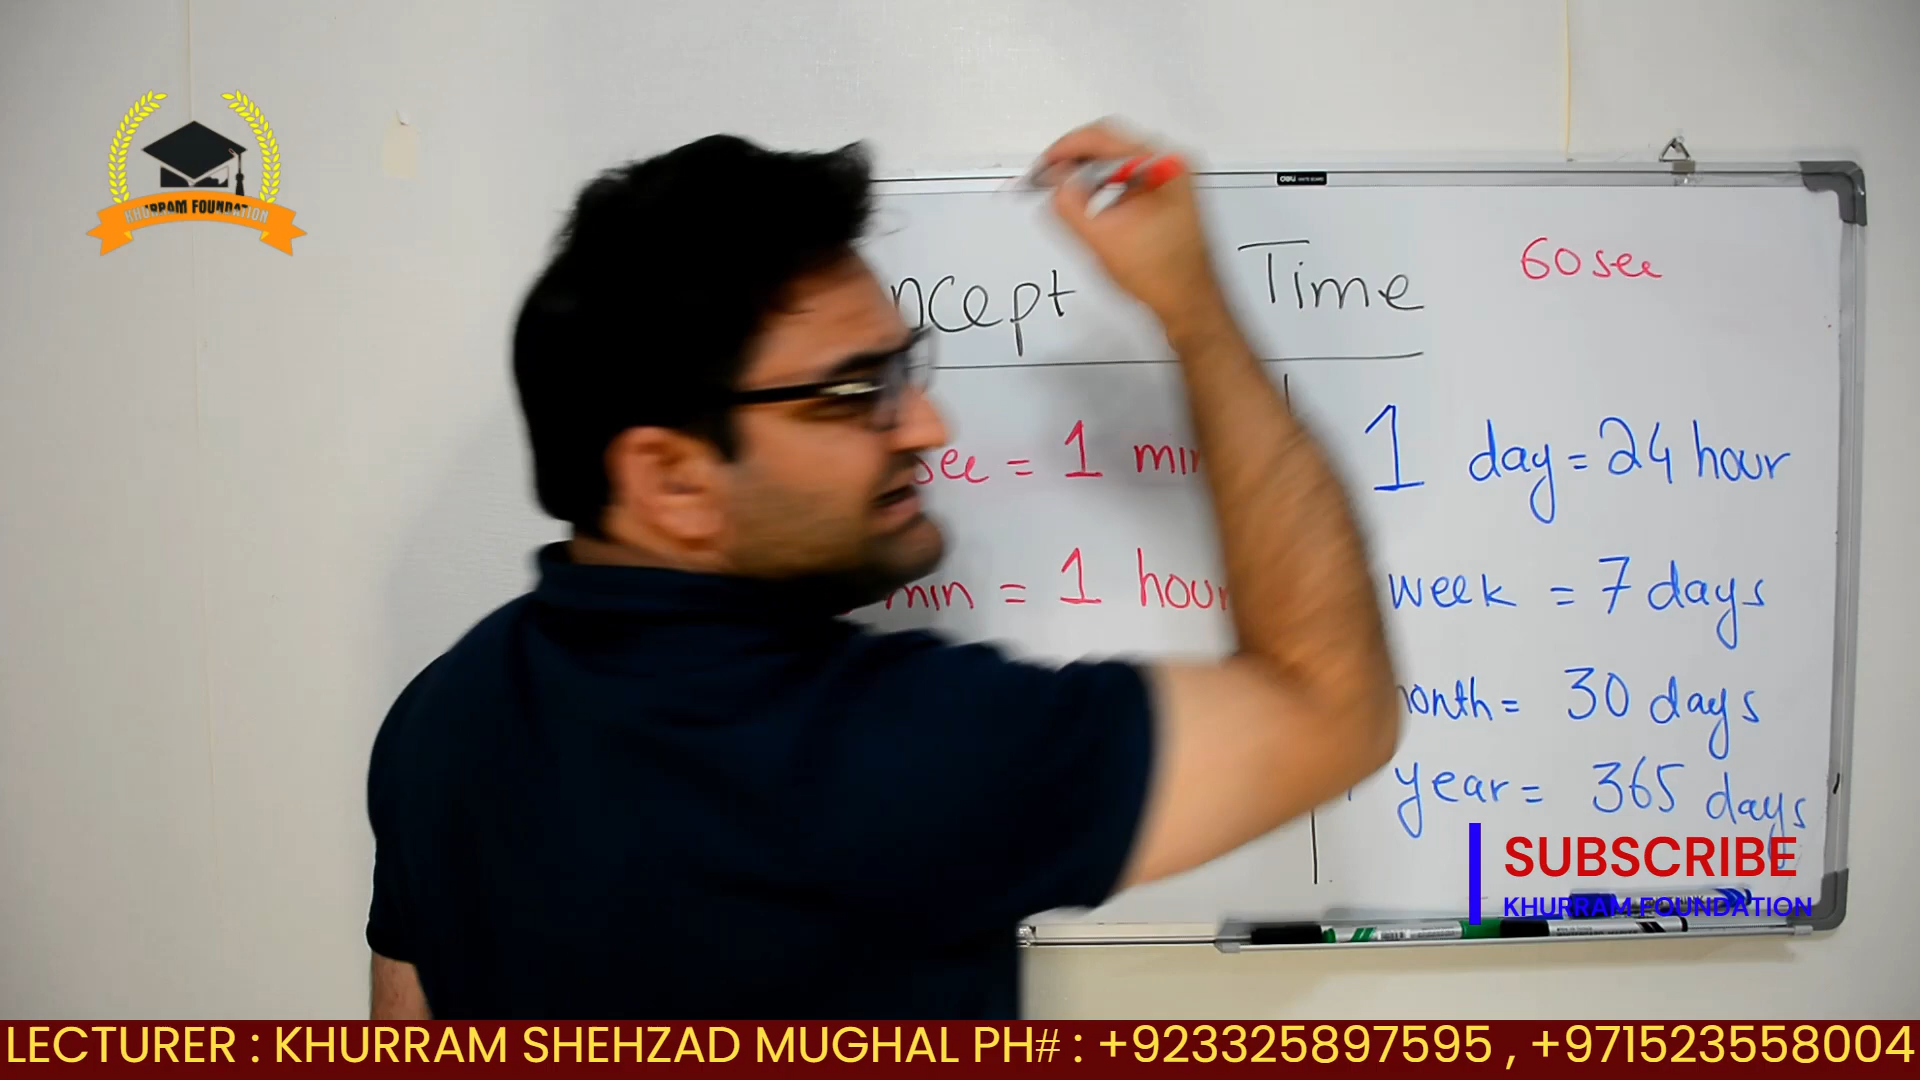 KHURRAM FOUNDATION
deli
ncept Time
60 sec
sec = 1 min
min = 1 hour
1 day = 24 hour
week = 7 days
month = 30 days
year = 365 days
SUBSCRIBE
KHURRAM FOUNDATION
LECTURER : KHURRAM SHEHZAD MUGHAL PH# : +923325897595 , +971523558004